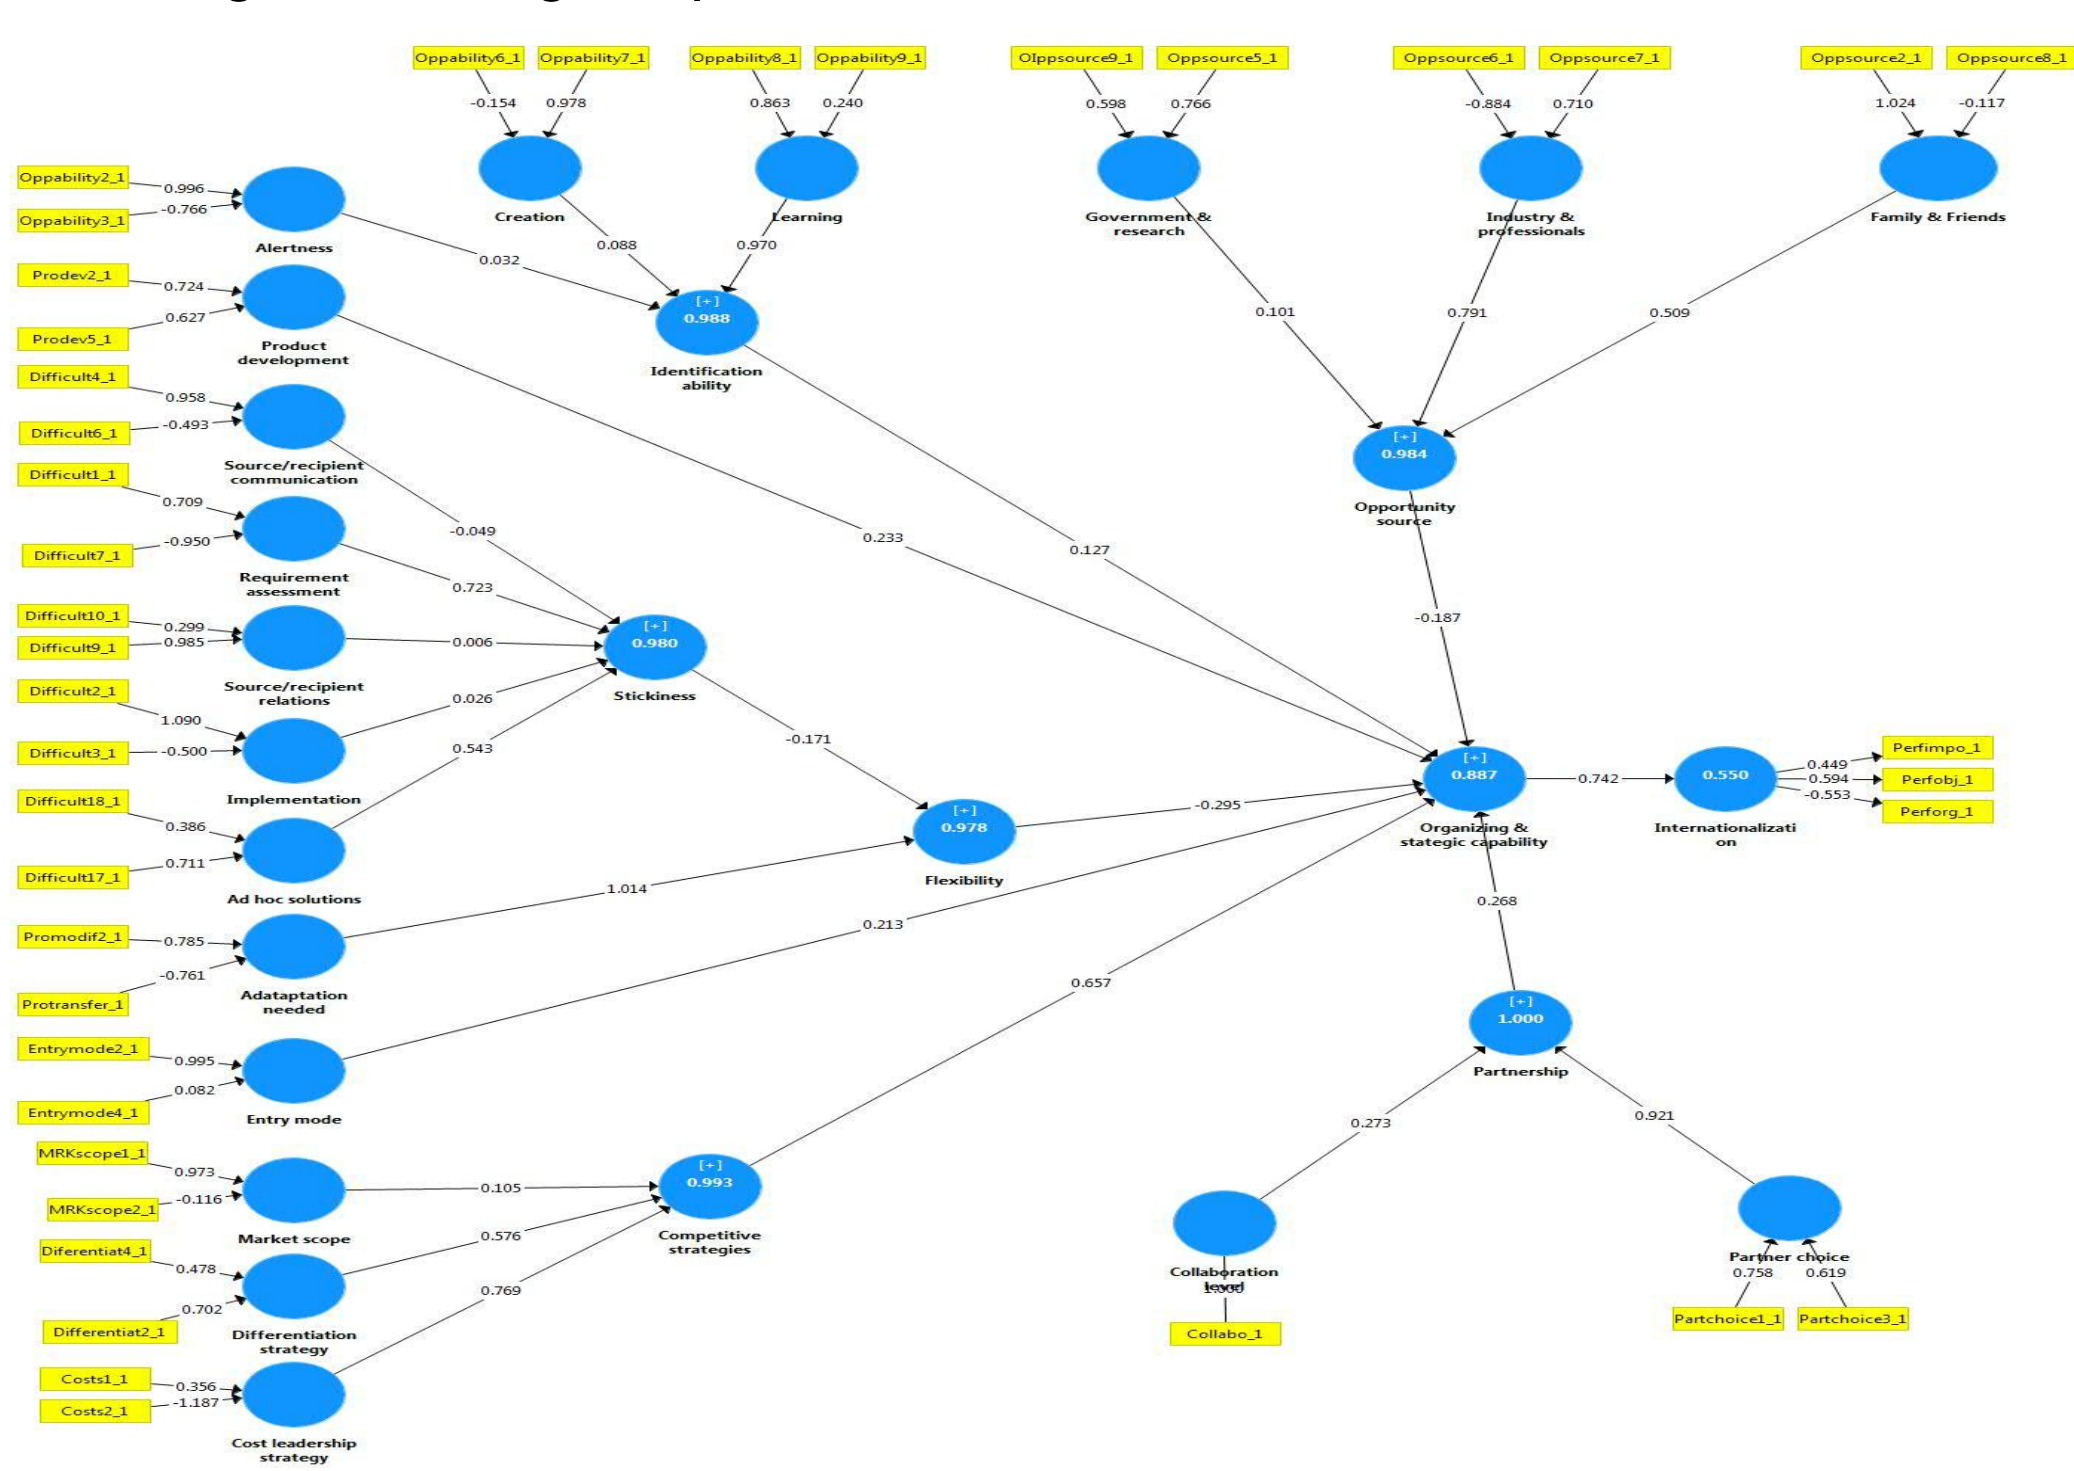 Oppability6_1
Oppability7_1
Oppability8_1
Oppability9_1
OIppsource9_1
Oppsource5_1
Oppsource6_1
Oppsource7_1
Oppsource2_1
Oppsource8_1
-0.154
0.978
0.863
0.240
0.598
0.766
-0.884
0.710
1.024
-0.117
Creation
Learning
Government &
research
Industry &
professionals
Family & Friends
Oppability2_1
0.996
-0.766
Oppability3_1
Alertness
0.032
0.088
0.970
[+]
0.988
Identification
ability
0.101
0.791
0.509
Prodev2_1
0.724
0.627
Prodev5_1
Product
development
0.233
0.127
[+]
0.984
Opportunity
source
-0.187
Difficult4_1
0.958
-0.493
Difficult6_1
Source/recipient
communication
-0.049
Difficult1_1
0.709
-0.950
Difficult7_1
Requirement
assessment
0.723
Difficult10_1
0.299
0.985
Difficult9_1
Source/recipient
relations
0.006
[+]
0.980
Stickiness
Difficult2_1
1.090
-0.500
Difficult3_1
Implementation
0.026
0.543
-0.171
Difficult18_1
0.386
0.711
Difficult17_1
Ad hoc solutions
[+]
0.978
Flexibility
-0.295
[+]
0.887
Organizing &
stategic capability
0.742
0.550
Internationalizati
on
0.449
0.594
-0.553
Perfimpo_1
Perfobj_1
Perforg_1
Promodif2_1
0.785
-0.761
Protransfer_1
Adataptation
needed
1.014
0.213
0.657
0.268
Entrymode2_1
0.995
0.082
Entrymode4_1
Entry mode
[+]
1.000
Partnership
0.273
0.921
MRKscope1_1
0.973
-0.116
MRKscope2_1
Market scope
0.105
[+]
0.993
Competitive
strategies
Diferentiat4_1
0.478
0.702
Differentiat2_1
Differentiation
strategy
0.576
0.769
Collaboration
level
1.000
Collabo_1
Partner choice
0.758
0.619
Partchoice1_1
Partchoice3_1
Costs1_1
0.356
-1.187
Costs2_1
Cost leadership
strategy